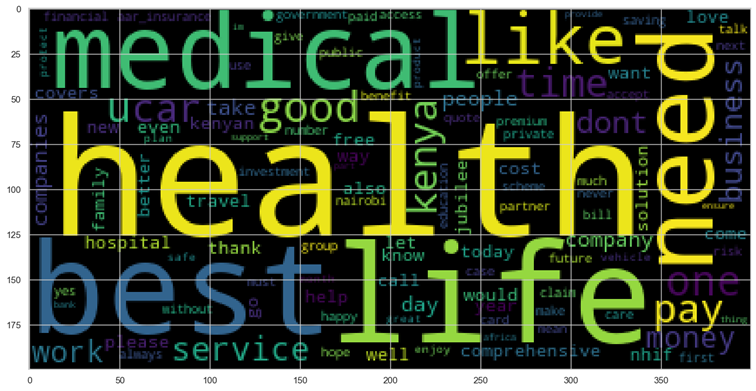 0
financial bar_insurance government paid access provide saving love
protect medical im give public use product like offer want talk next
50
covers time accept
u car take good benefit people premium private dont business
companies new even plan kenyan number support free quote
75
health need
way kenya cost scheme much never solution
100
family better travel investment also nairobi education jubilee partner bill ensure
125
hospital thank group let know today company come risk
150
best life safe call case future vehicle one
yes bank without must go help happy day great would year card claim make mean care pay thing
175
work please always service hope well enjoy africa comprehensive nhif money first
0 50 100 150 200 250 300 350